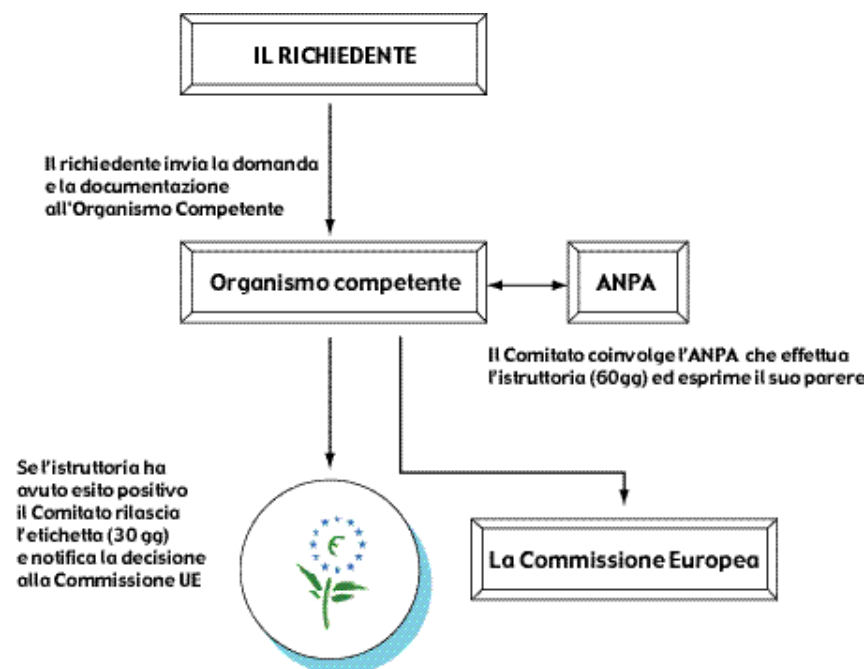 IL RICHIEDENTE
Il richiedente invia la domanda
e la documentazione
all'Organismo Competente
Organismo competente
ANPA
Il Comitato coinvolge l'ANPA che effettua
l'istruttoria (60gg) ed esprime il suo parere
Se l'istruttoria ha
avuto esito positivo
il Comitato rilascia
l'etichetta (30 gg)
e notifica la decisione
alla Commissione UE
La Commissione Europea